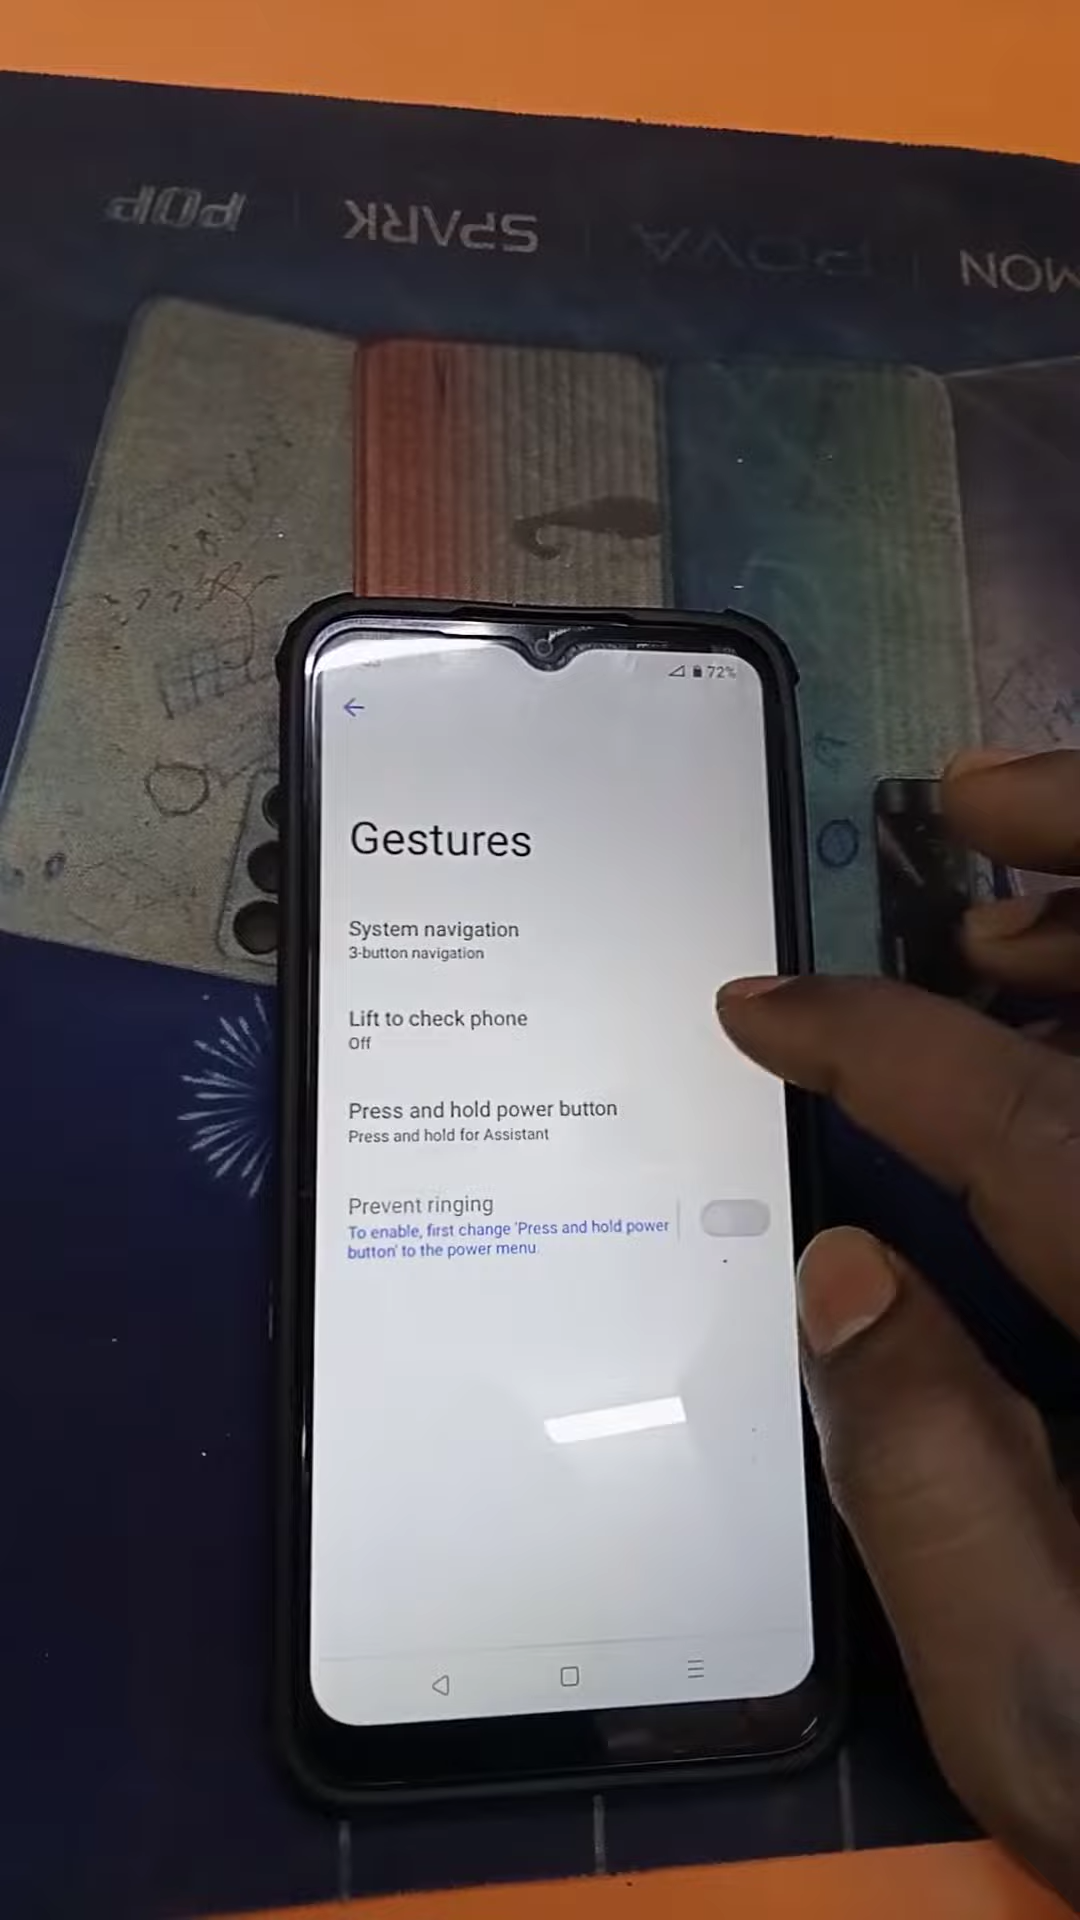 POP
SPARK
POVA
MON
72%
Gestures
System navigation
3-button navigation
Lift to check phone
Off
Press and hold power button
Press and hold for Assistant
Prevent ringing
To enable, first change 'Press and hold power
button' to the power menu.